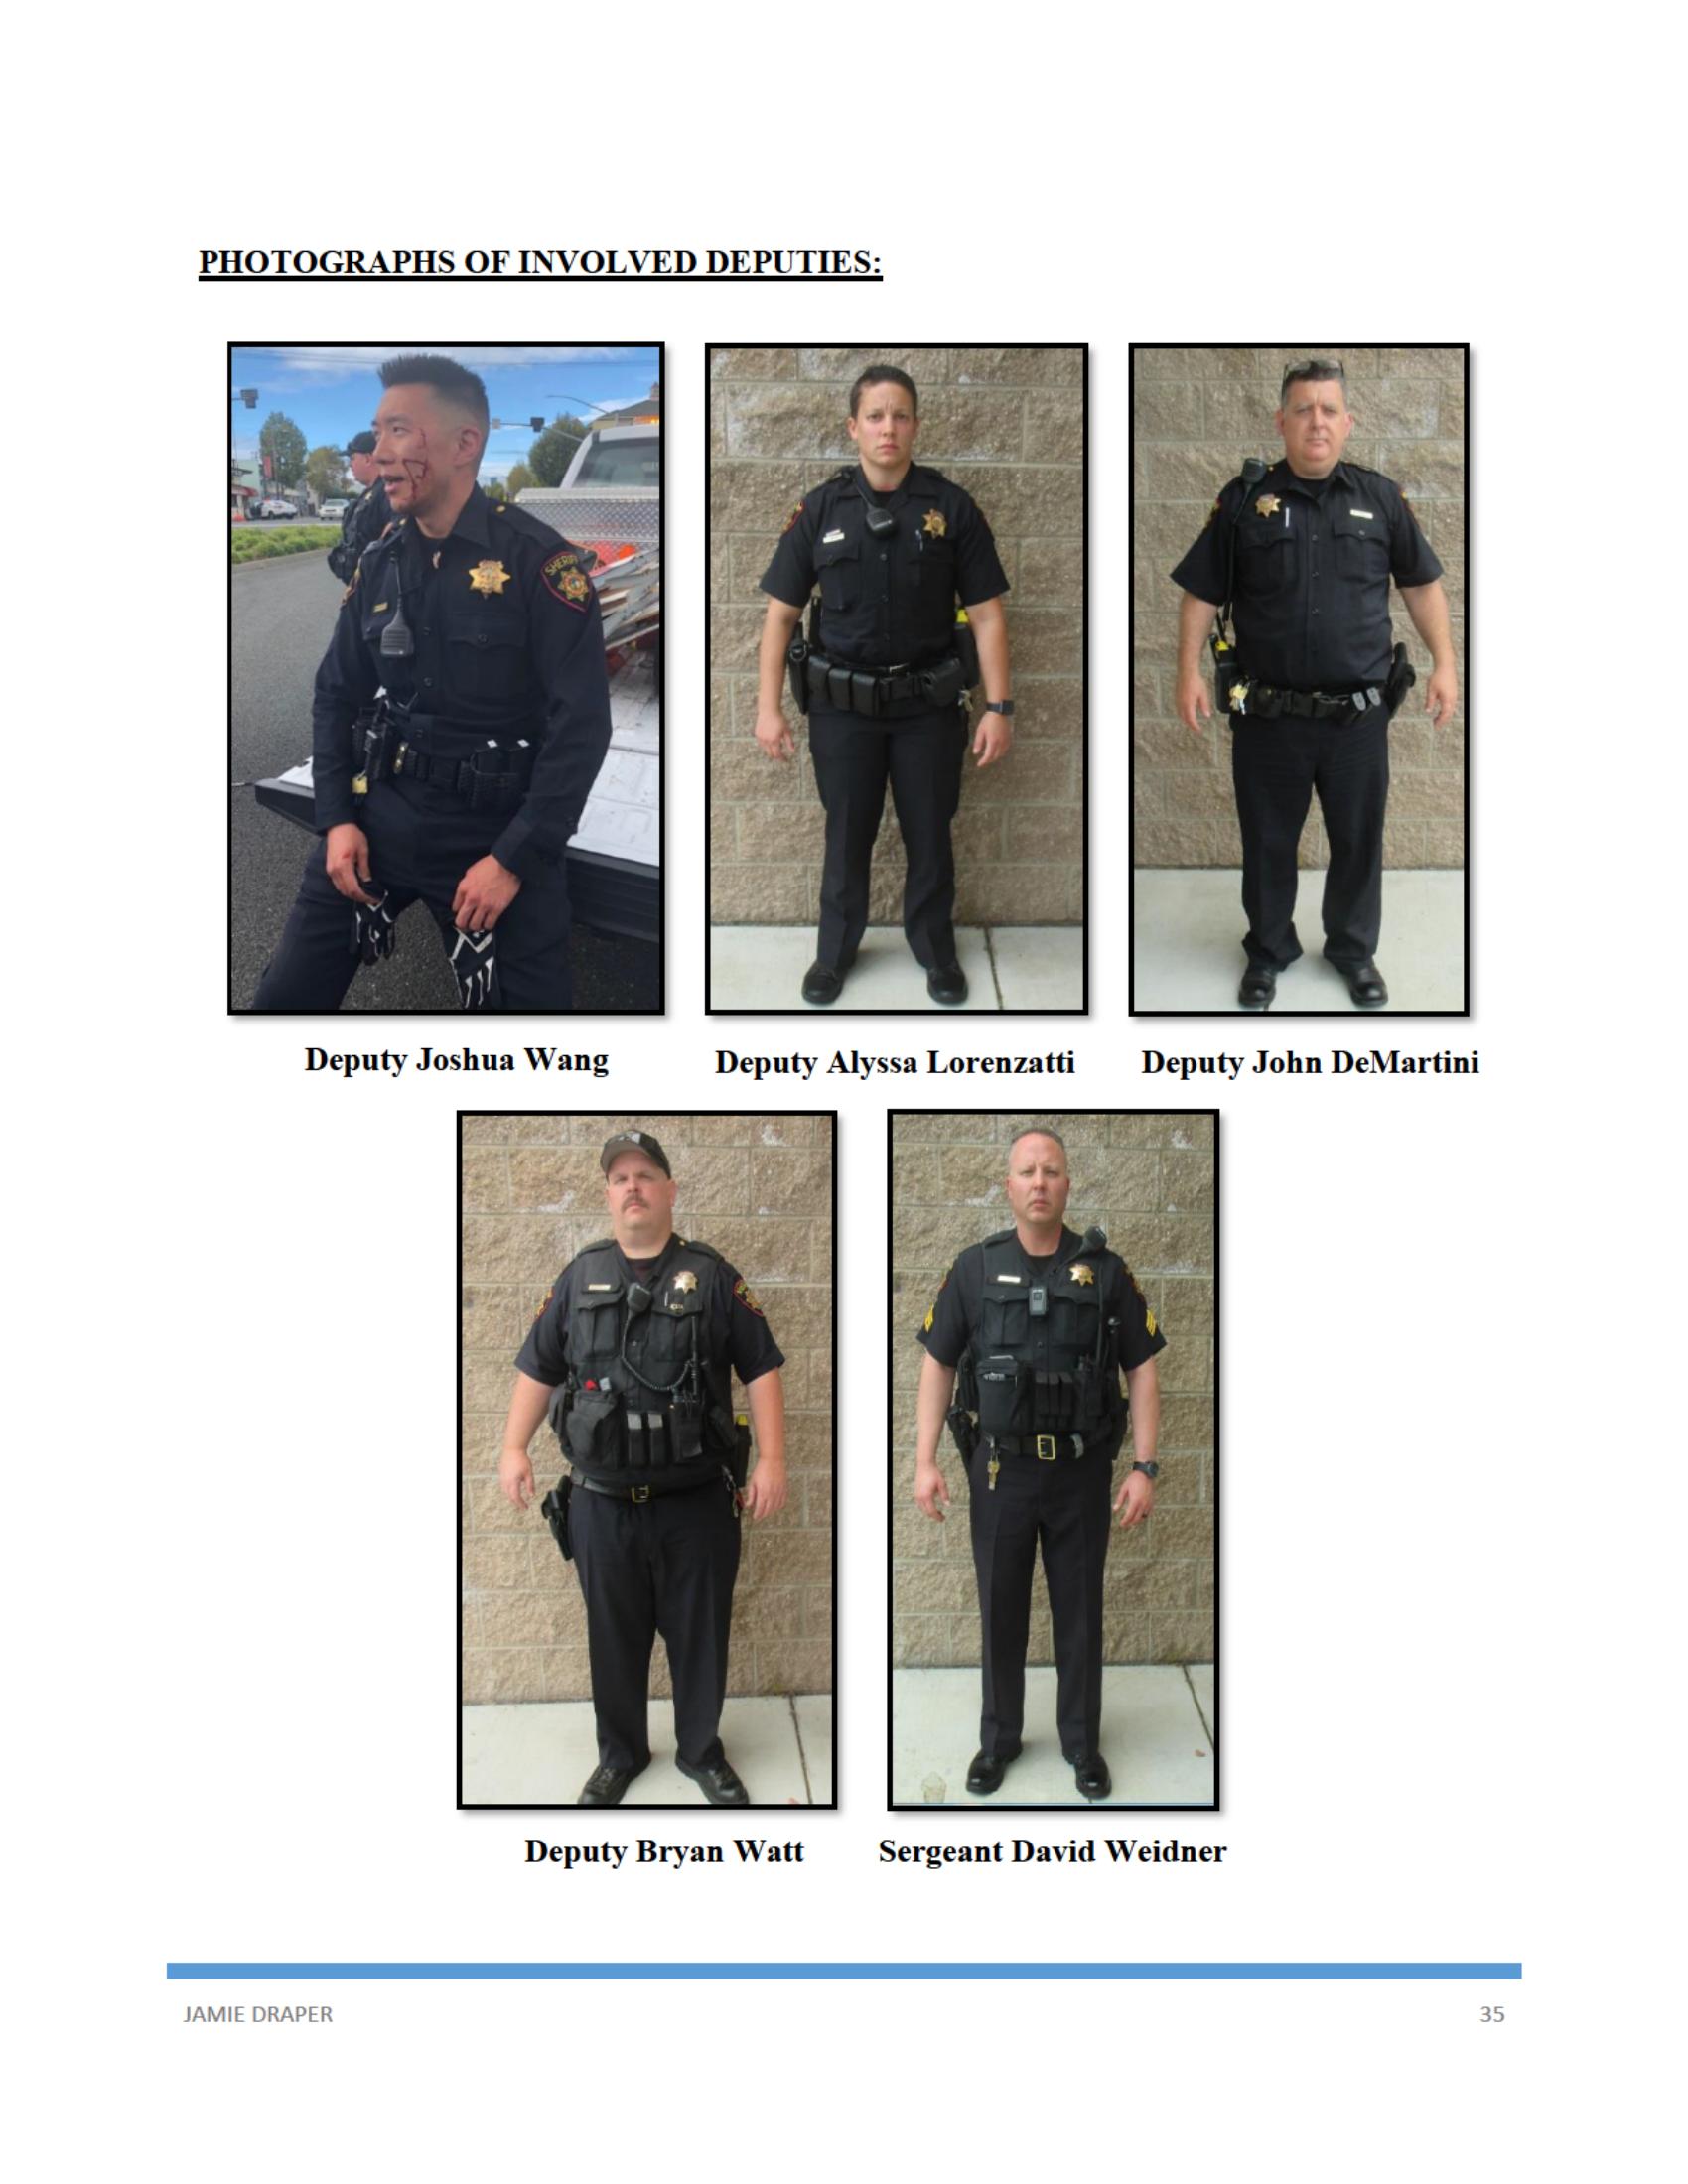 PHOTOGRAPHS OF INVOLVED DEPUTIES:
SHERIFF
Deputy Joshua Wang
Deputy Alyssa Lorenzatti
Deputy John DeMartini
Deputy Bryan Watt
Sergeant David Weidner
JAMIE DRAPER
35